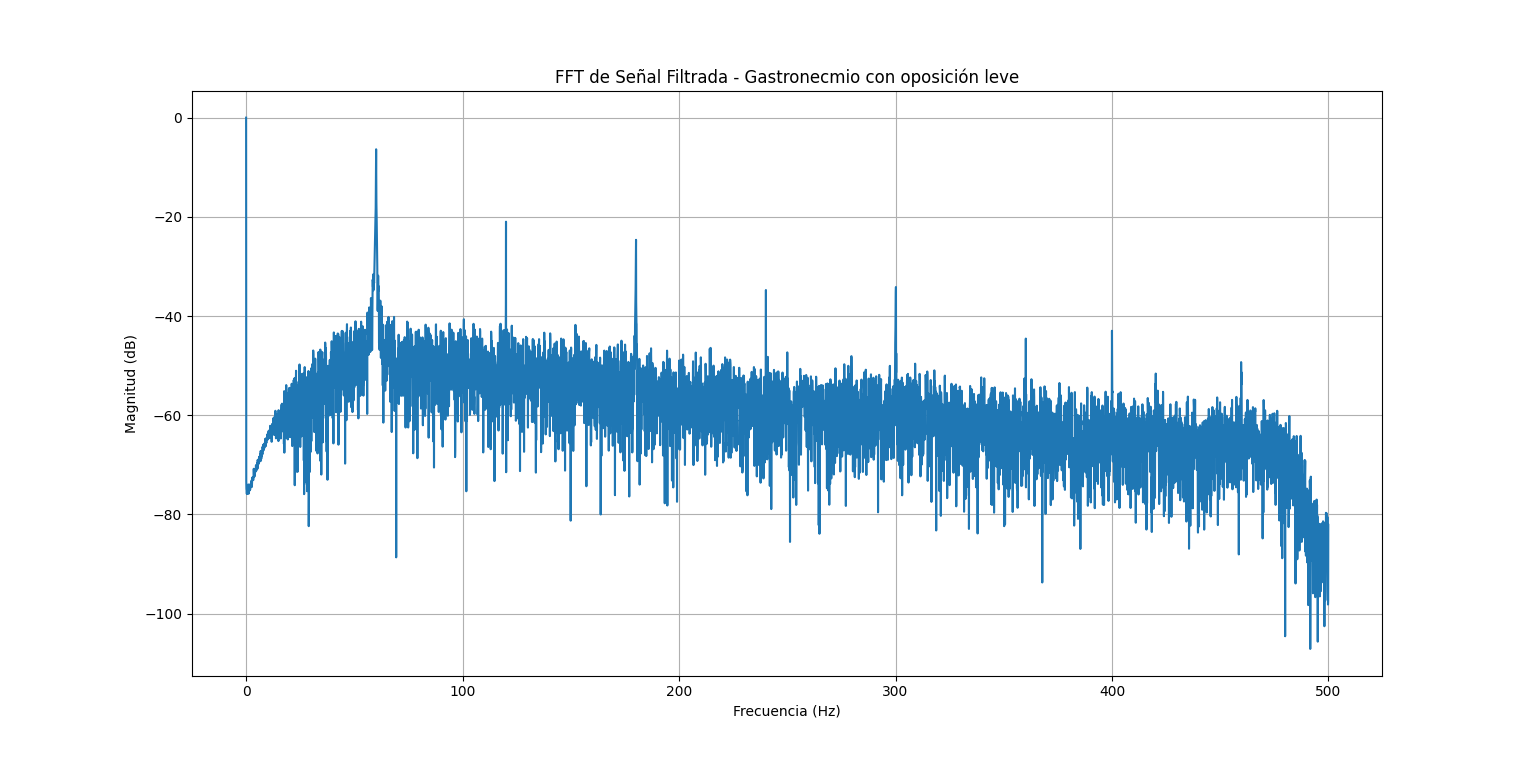 FFT de Señal Filtrada - Gastronecmio con oposición leve
Magnitud (dB)
0
−20
−40
−60
−80
−100
0 100 200 300 400 500
Frecuencia (Hz)